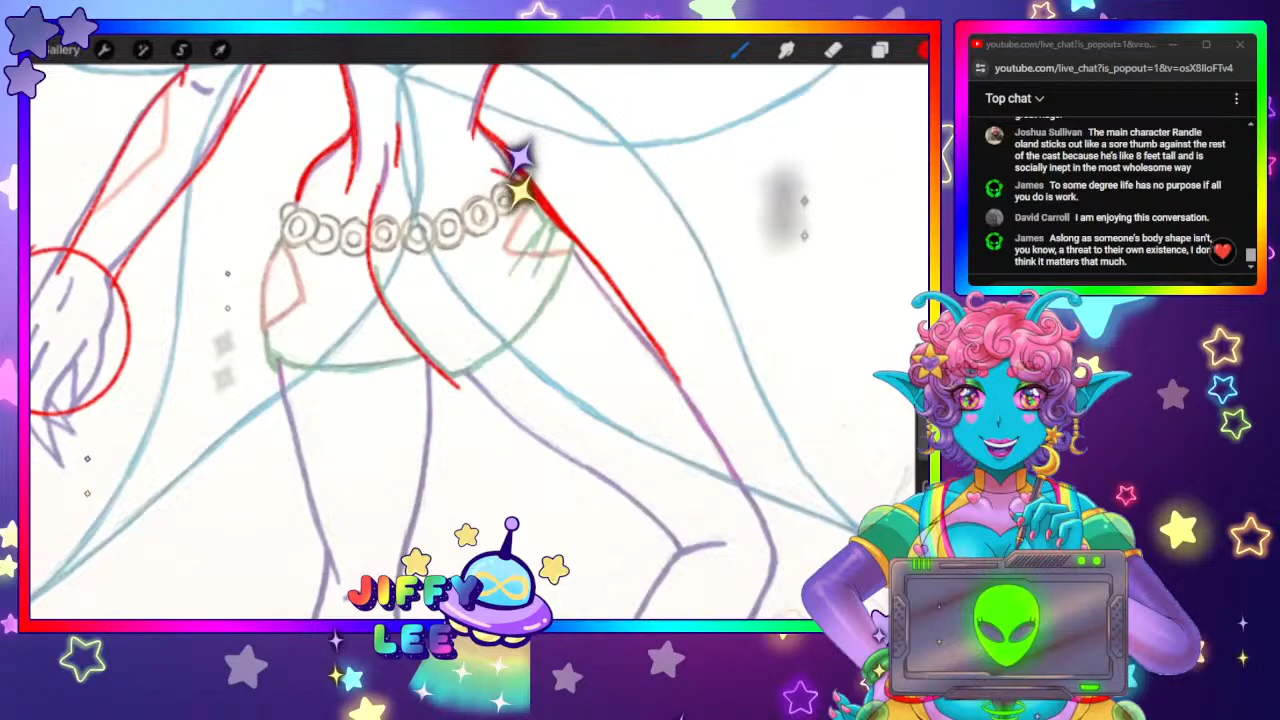 allery
youtube.com/live_chat?is_popout=1&v=o...
youtube.com/live_chat?is_popout=1&v=osX8IIoFTv4
Top chat
Joshua Sullivan The main character Randle
oland sticks out like a sore thumb against the rest
of the cast because he's like 8 feet tall and is
socially inept in the most wholesome way
James To some degree life has no purpose if all
you do is work.
David Carroll I am enjoying this conversation.
James Aslong as someone's body shape isn't,
you know, a threat to their own existence, I don
think it matters that much.
JIFFY
LEE